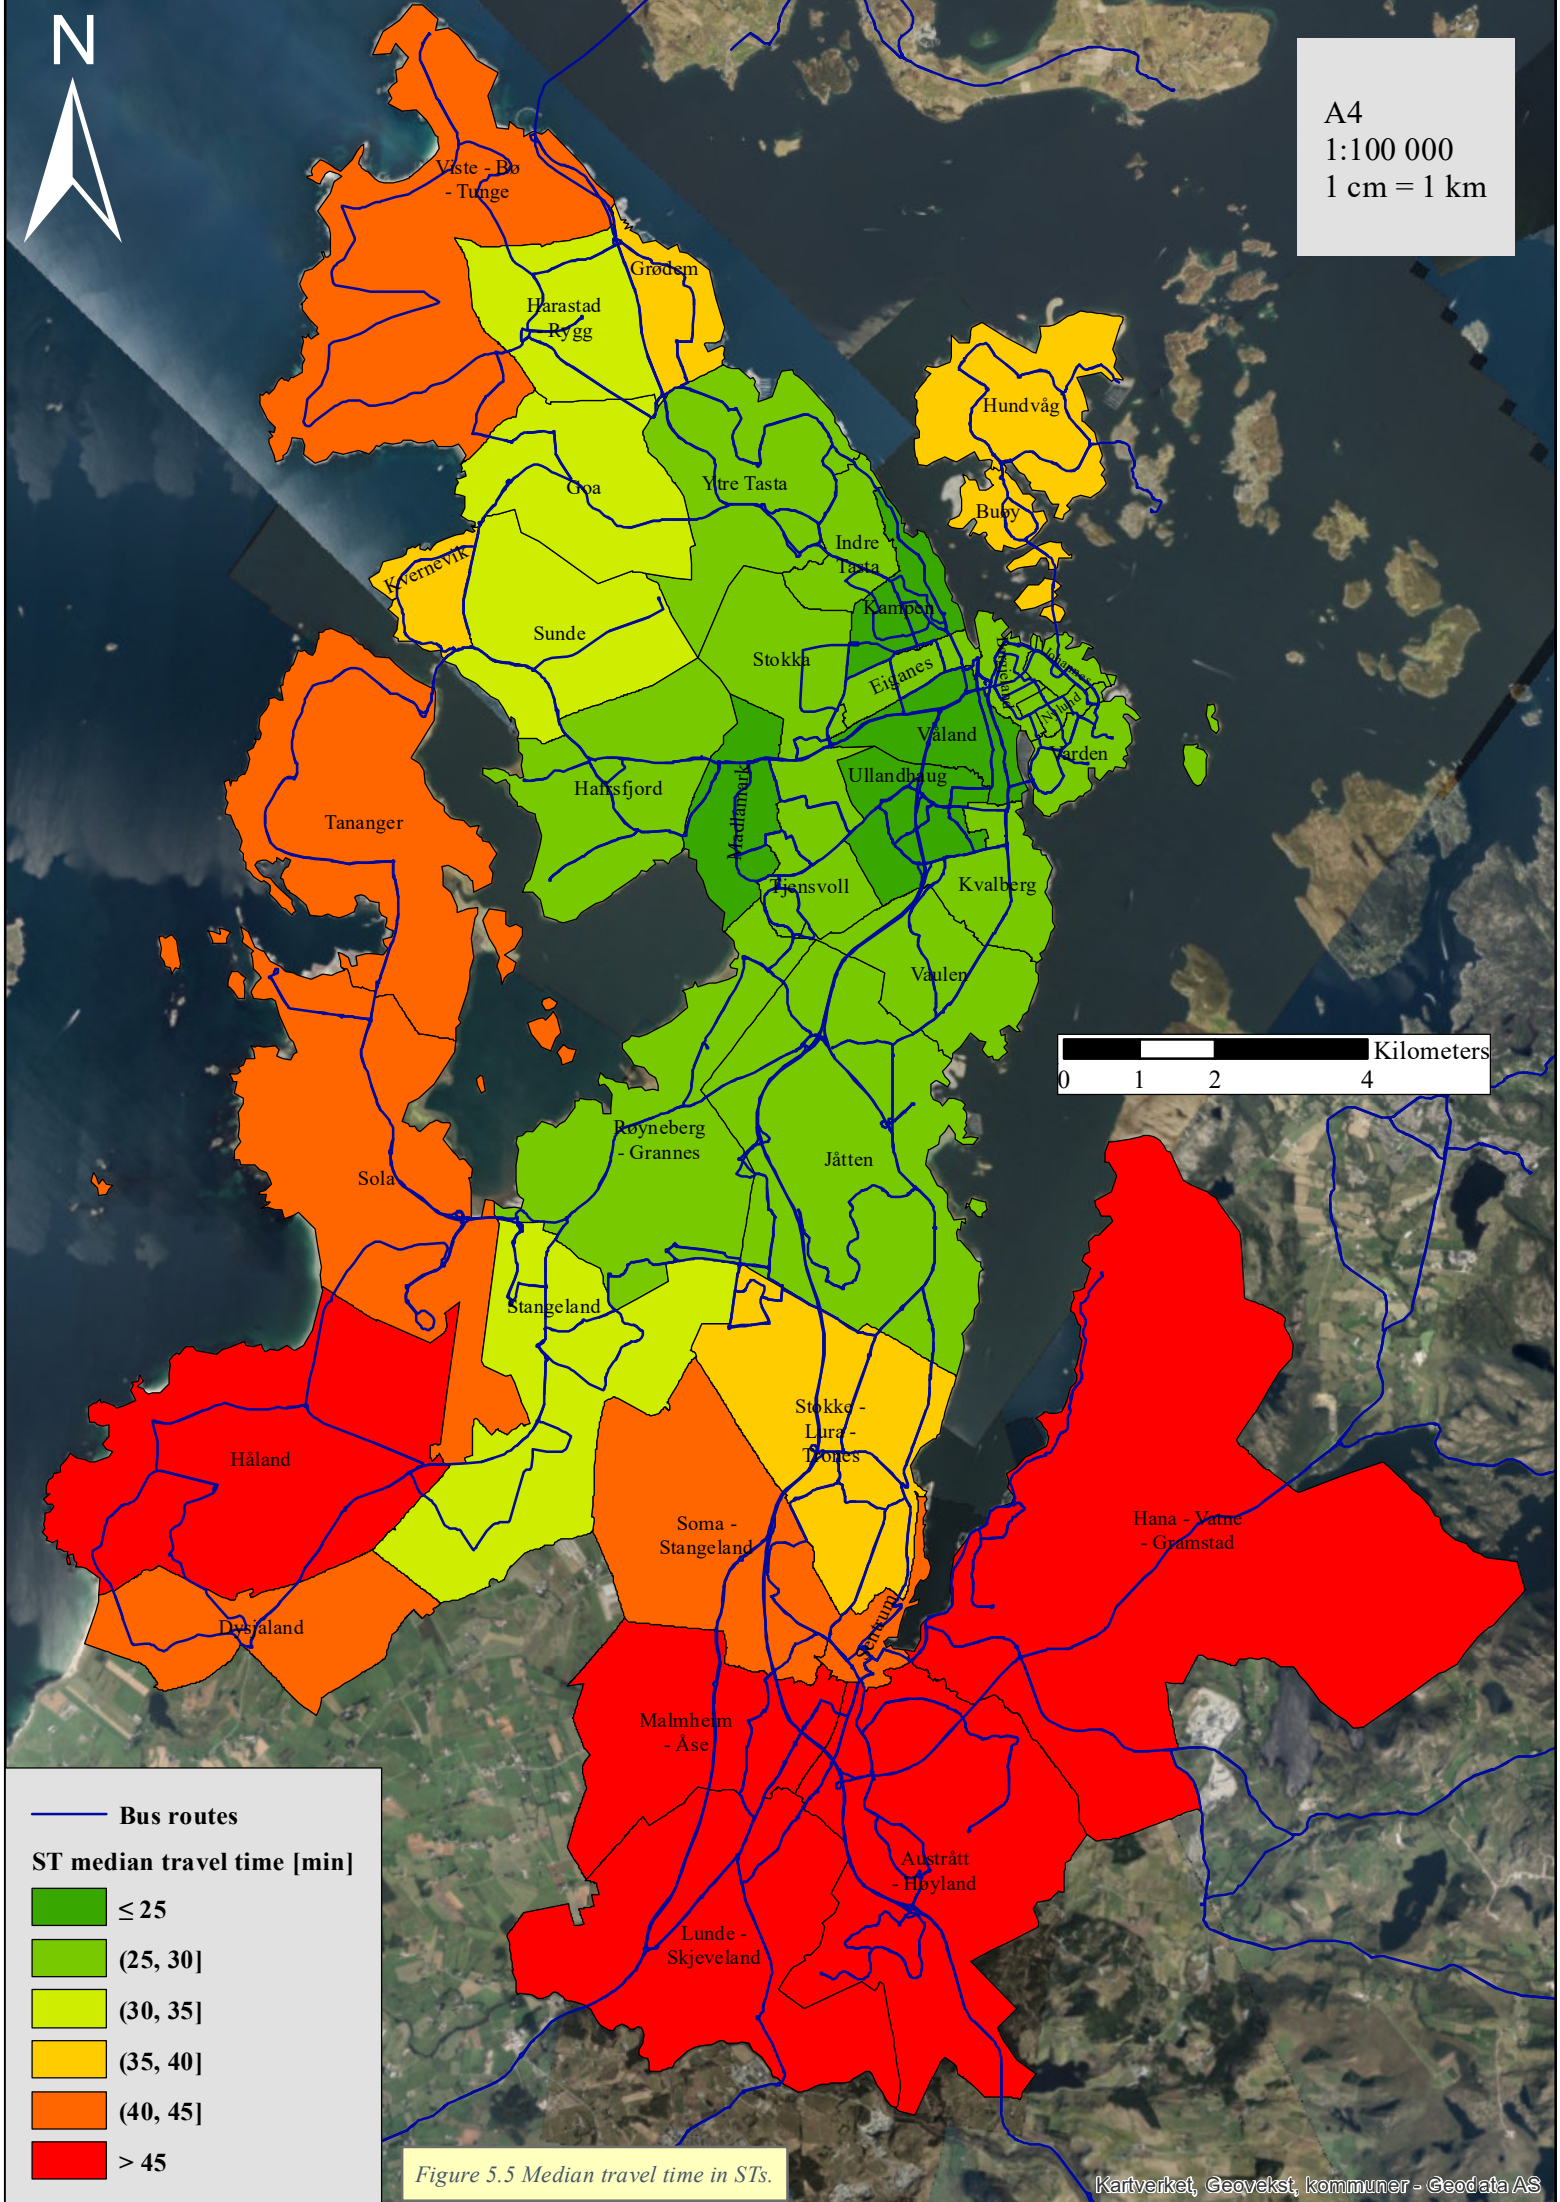 N
A4
1:100 000
1 cm = 1 km
Viste - Bø
- Tunge
Grødem
Harastad
- Rygg
Hundvåg
Goa
Ytre Tasta
Buøy
Indre
Tasta
Kvernevik
Kampen
Sunde
Stokka
Eiganes
Johannes
Nylund
Våland
Varden
Ullandhaug
Hafrsfjord
Madlamark
Tananger
Tjensvoll
Kvalberg
Vaulen
Kilometers
0 1 2 4
Røyneberg
- Grannes
Jåtten
Sola
Stangeland
Stokke -
Lura -
Trones
Håland
Soma -
Stangeland
Hana - Vatne
- Gramstad
Sentrum
Dysjaland
Malmheim
- Åse
Bus routes
ST median travel time [min]
≤ 25
(25, 30]
(30, 35]
(35, 40]
(40, 45]
> 45
Austrått
- Høyland
Lunde -
Skjeveland
Figure 5.5 Median travel time in STs.
Kartverket, Geovekst, kommuner - Geodata AS